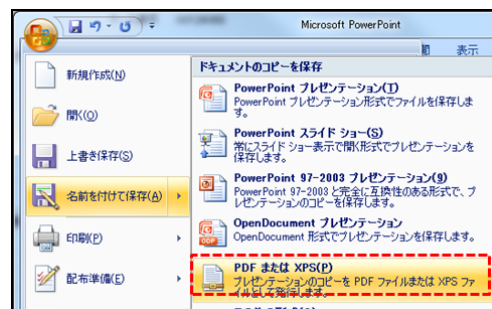 Microsoft PowerPoint
表示
ドキュメントのコピーを保存
新規作成(N)
開く(O)
上書き保存(S)
名前を付けて保存(A)
印刷(P)
配布準備(E)
PowerPoint プレゼンテーション(T)
PowerPoint プレゼンテーション形式でファイルを保存しま
す。
PowerPoint スライド ショー(S)
常にスライド ショー表示で開く形式でプレゼンテーションを
保存します。
PowerPoint 97-2003 プレゼンテーション(9)
PowerPoint 97-2003 と完全に互換性のある形式で、プ
レゼンテーションのコピーを保存します。
OpenDocument プレゼンテーション
OpenDocument 形式でプレゼンテーションを保存します。
PDF または XPS(P)
プレゼンテーションのコピーを PDF ファイルまたは XPS ファ
イルとして発行します。